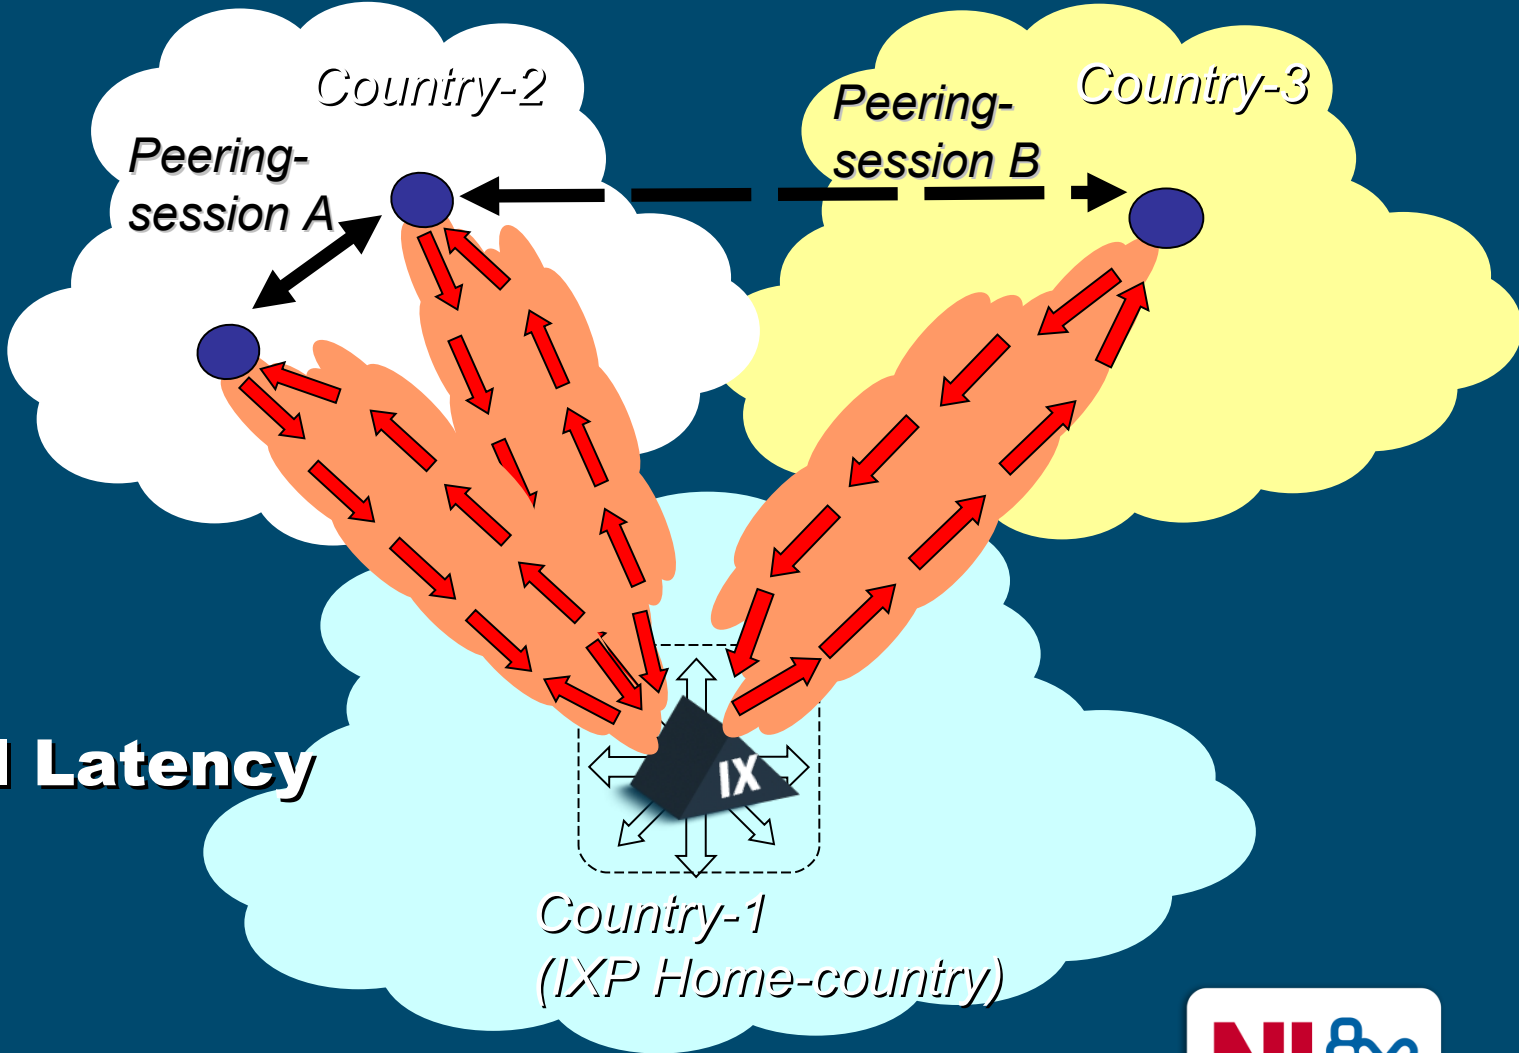 Country-2
Country-3
Peering-
session B
Peering-
session A
Latency
IX
Country-1
(IXP Home-country)